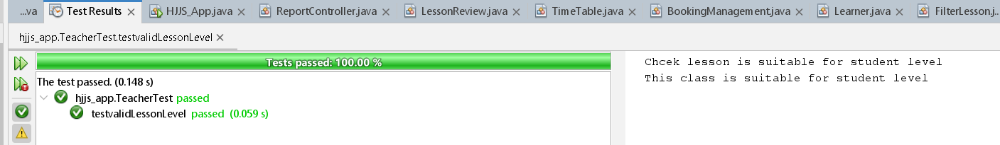 ...va Test Results HJJS_App.java ReportController.java LessonReview.java TimeTable.java BookingManagement.java Learner.java FilterLesson.j..
hjjs_app.TeacherTest.testvalidLessonLevel
Tests passed: 100.00 %
The test passed. (0.148 s)
hjjs_app.TeacherTest passed
testvalidLessonLevel passed (0.059 s)
Chcek lesson is suitable for student level
This class is suitable for student level